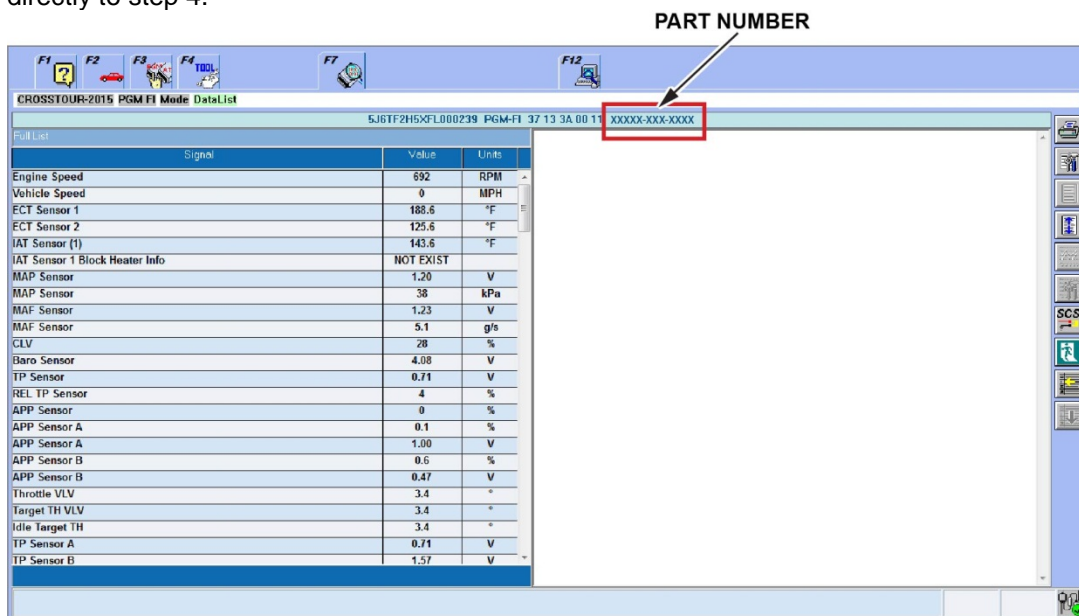 directly to step 4.
PART NUMBER
F1 F2 F3 F4 TOOL F7 F12
CROSSTOUR-2015 PGM FI Mode DataList
5J6TF2H5XFL000239 PGM-FI 37 13 3A 00 11 XXXXX-XXX-XXXX
Full List
Signal Value Units
Engine Speed 692 RPM
Vehicle Speed 0 MPH
ECT Sensor 1 188.6 °F
ECT Sensor 2 125.6 °F
IAT Sensor (1) 143.6 °F
IAT Sensor 1 Block Heater Info NOT EXIST
MAP Sensor 1.20 V
MAP Sensor 38 kPa
MAF Sensor 1.23 V
MAF Sensor 5.1 g/s
CLV 28 %
Baro Sensor 4.08 V
TP Sensor 0.71 V
REL TP Sensor 4 %
APP Sensor 0 %
APP Sensor A 0.1 %
APP Sensor A 1.00 V
APP Sensor B 0.6 %
APP Sensor B 0.47 V
Throttle VLV 3.4 °
Target TH VLV 3.4 °
Idle Target TH 3.4 °
TP Sensor A 0.71 V
TP Sensor B 1.57 V
SCS